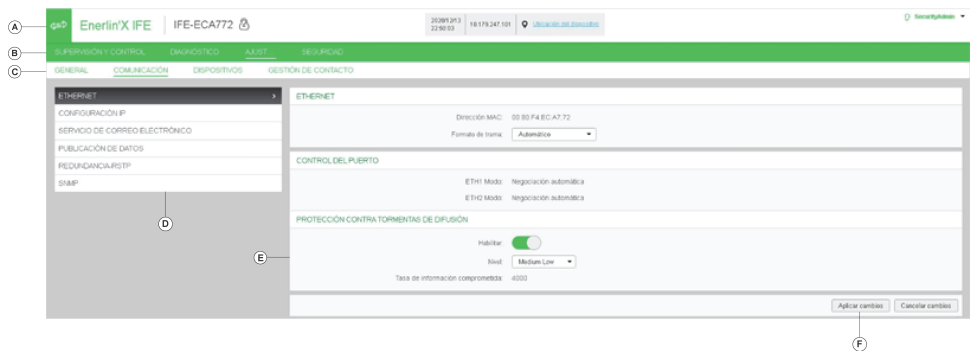 A
Enerlin'X IFE
IFE-ECA772
2020/12/13
22:50:03
Ubicación del dispositivo
SecurityAdmin
B
SUPERVISIÓN Y CONTROL DIAGNÓSTICO AJUST. SEGURIDAD
C
GENERAL COMUNICACIÓN DISPOSITIVOS GESTIÓN DE CONTACTO
ETHERNET
CONFIGURACIÓN IP
SERVICIO DE CORREO ELECTRÓNICO
PUBLICACIÓN DE DATOS
REDUNDANCIA/RSTP
SNMP
D
ETHERNET
Dirección MAC: 00:80:F4:EC:A7:72
Formato de trama: Automático
CONTROL DEL PUERTO
ETH1 Modo: Negociación automática
ETH2 Modo: Negociación automática
PROTECCIÓN CONTRA TORMENTAS DE DIFUSIÓN
Habilitar:
E
Nivel: Medium Low
Tasa de información comprometida: 4000
Aplicar cambios Cancelar cambios
F